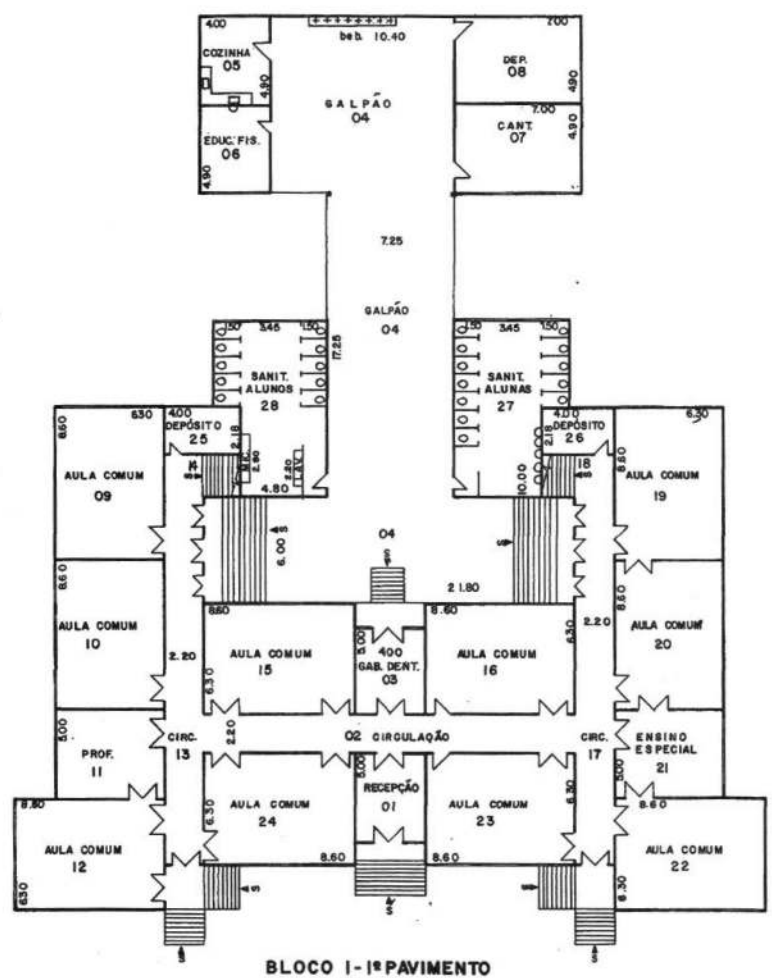 4.00
7.00
beb. 10.40
COZINHA
05
4.90
DEP.
08
4.90
GALPÃO
04
7.00
CANT.
07
4.90
EDUC. FIS.
06
4.90
7.25
GALPÃO
04
17.25
1.50 3.45 1.50
SANIT.
ALUNOS
28
1.50 3.45 1.50
SANIT.
ALUNAS
27
8.60
6.30
AULA COMUM
09
4.00
DEPÓSITO
25
2.18
14
S
MIC.
2.80
2.20
LAV.
4.80
10.00
4.00
DEPÓSITO
26
2.18
18
S
6.30
8.60
AULA COMUM
19
S
6.00
04
S
S
21.80
8.60
AULA COMUM
10
2.20
8.60
AULA COMUM
15
6.30
5.00
4.00
GAB. DENT.
03
8.60
6.30
AULA COMUM
16
2.20
8.60
AULA COMUM
20
5.00
PROF.
11
CIRC.
13
2.20
02 CIRCULAÇÃO
CIRC.
17
ENSINO
ESPECIAL
21
5.00
8.60
AULA COMUM
12
6.30
6.30
AULA COMUM
24
8.60
5.00
RECEPÇÃO
01
6.30
AULA COMUM
23
8.60
8.60
AULA COMUM
22
6.30
S
S
S
S
S
BLOCO 1-1º PAVIMENTO